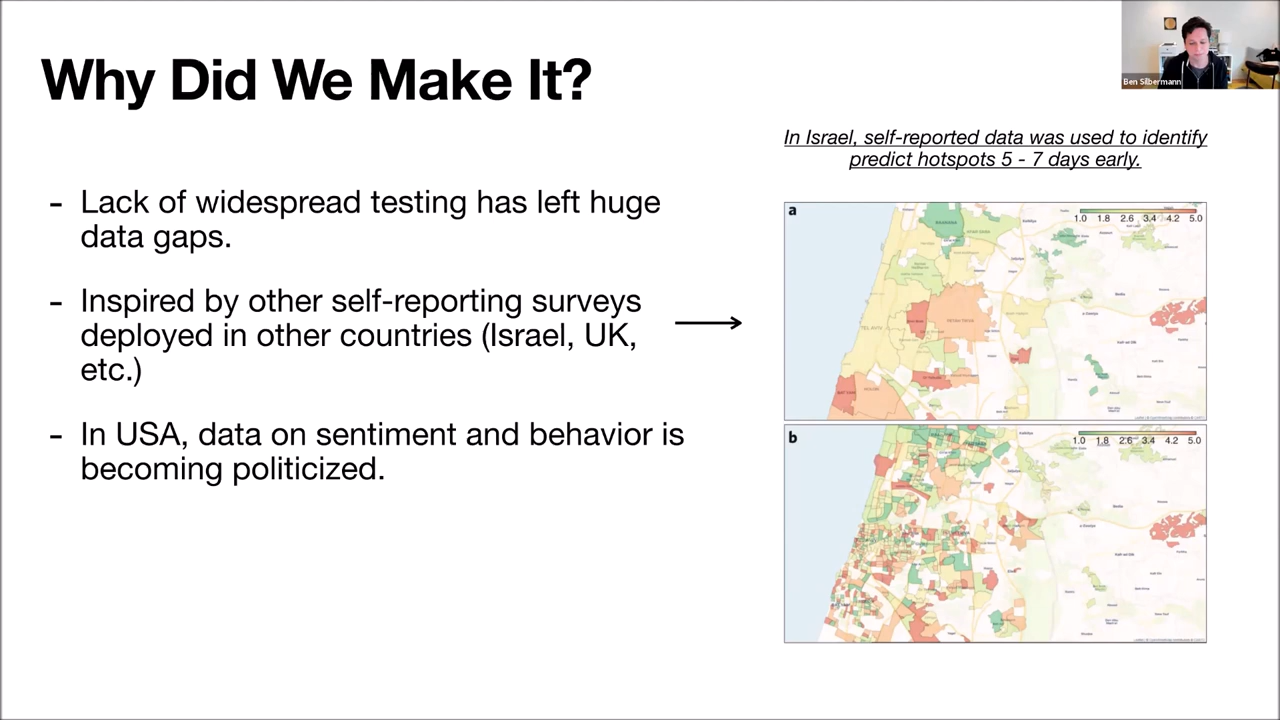 Why Did We Make It?
Ben Silbermann
In Israel, self-reported data was used to identify
predict hotspots 5 - 7 days early.
- Lack of widespread testing has left huge
data gaps.
- Inspired by other self-reporting surveys
deployed in other countries (Israel, UK,
etc.)
- In USA, data on sentiment and behavior is
becoming politicized.
a
1.0 1.8 2.6 3.4 4.2 5.0
TEL AVIV
b
1.0 1.8 2.6 3.4 4.2 5.0